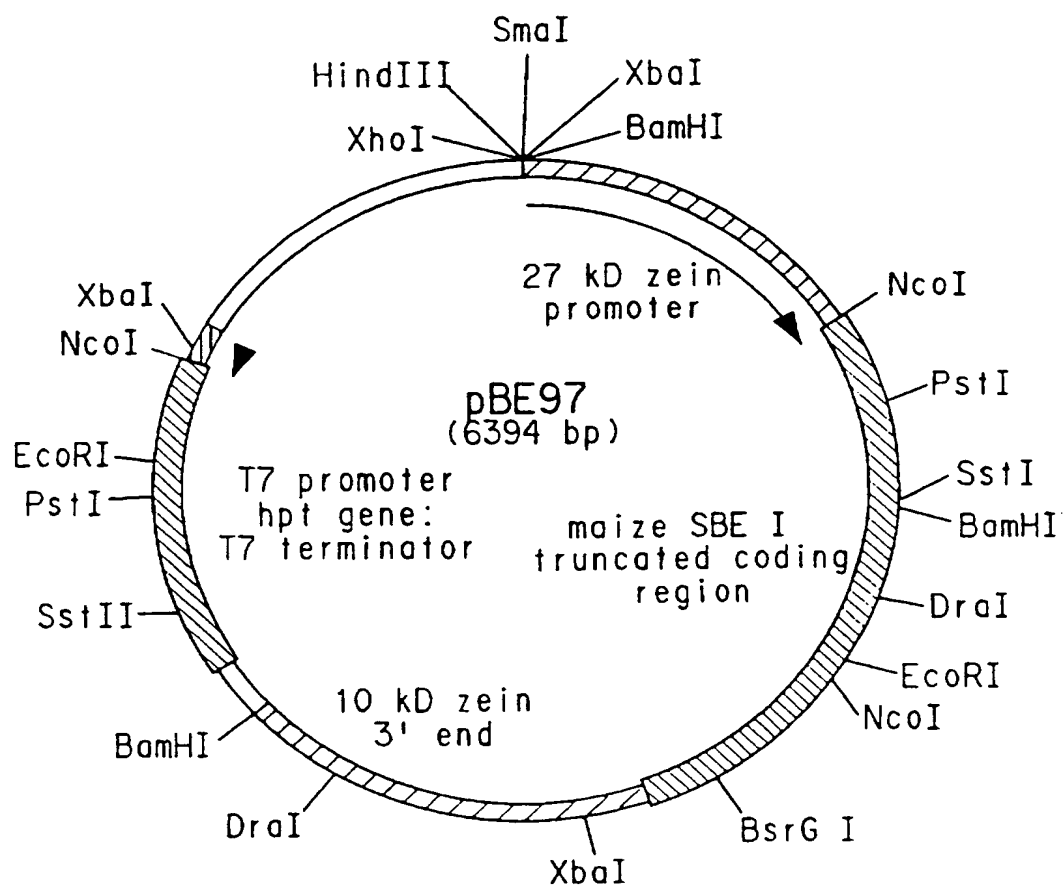 SmaI
HindIII
XbaI
XhoI
BamHI
27 kD zein
promoter
NcoI
XbaI
NcoI
PstI
pBE97
(6394 bp)
EcoRI
PstI
T7 promoter
hpt gene:
T7 terminator
SstI
BamHI
maize SBE I
truncated coding
region
DraI
SstII
EcoRI
NcoI
10 kD zein
3' end
BamHI
DraI
BsrG I
XbaI